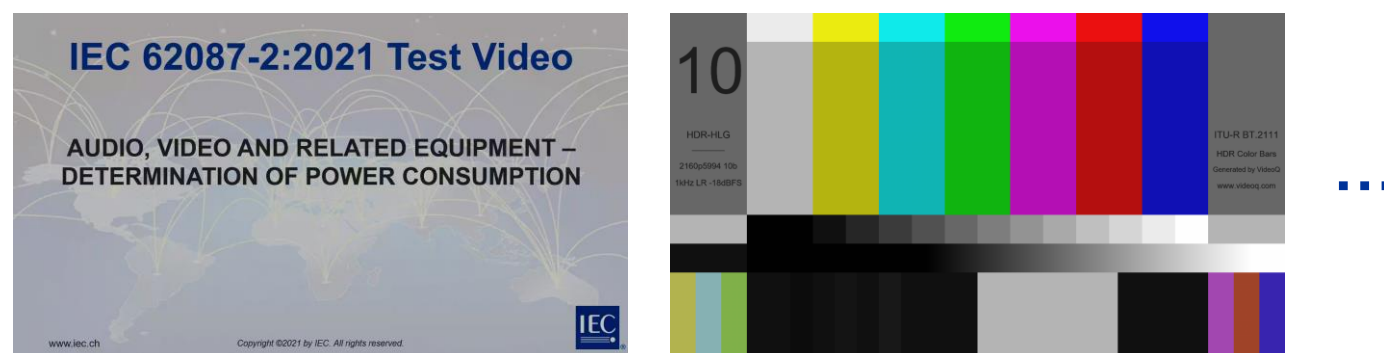 IEC 62087-2:2021 Test Video
AUDIO, VIDEO AND RELATED EQUIPMENT –
DETERMINATION OF POWER CONSUMPTION
www.iec.ch
Copyright ©2021 by IEC. All rights reserved
IEC
®
10
HDR-HLG
2160p5994 10b
1kHz LR -18dBFS
ITU-R BT.2111
HDR Color Bars
Generated by VideoQ
www.videoq.com